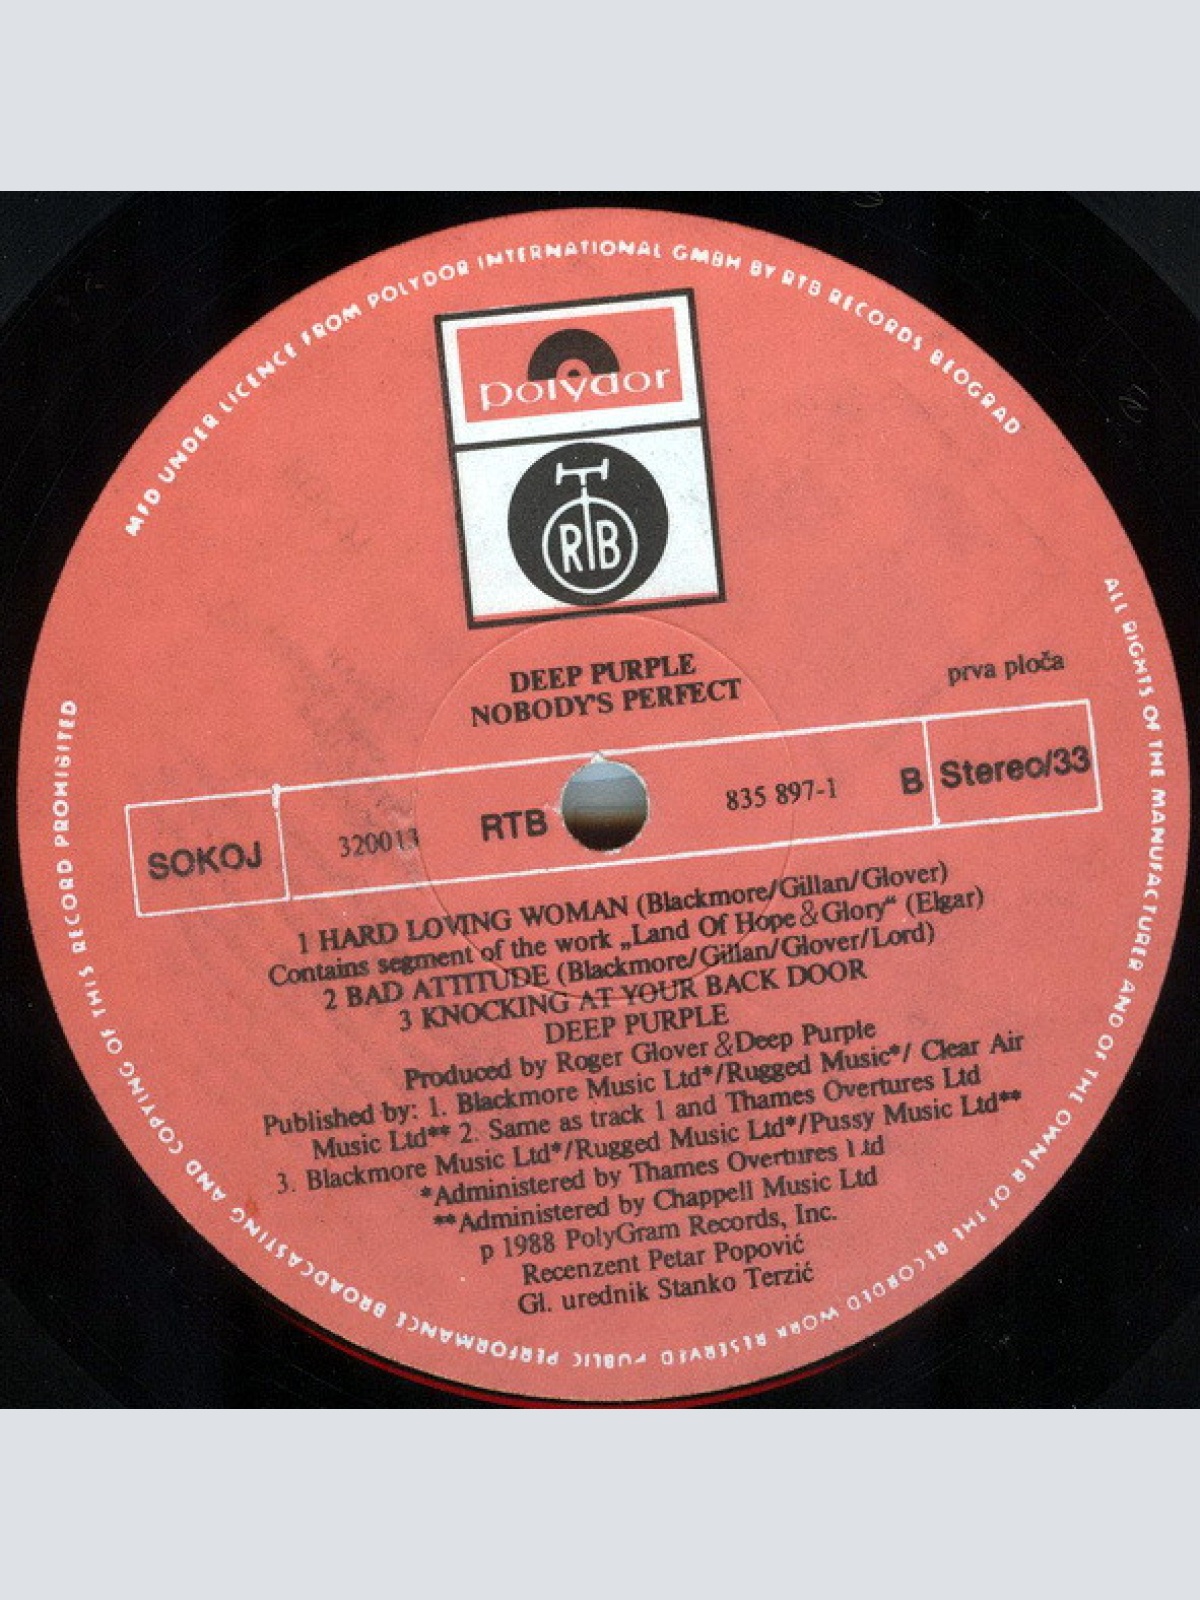 MFD UNDER LICENCE FROM POLYDOR INTERNATIONAL GMBH BY RTB RECORDS BEOGRAD
polydor
RTB
DEEP PURPLE
NOBODY'S PERFECT
prva ploča
SOKOJ
320013
RTB
835 897-1
B
Stereo/33
1 HARD LOVING WOMAN (Blackmore/Gillan/Glover)
Contains segment of the work „Land Of Hope & Glory“ (Elgar)
2 BAD ATTITUDE (Blackmore/Gillan/Glover/Lord)
3 KNOCKING AT YOUR BACK DOOR
DEEP PURPLE
Produced by Roger Glover & Deep Purple
Published by: 1. Blackmore Music Ltd*/Rugged Music*/ Clear Air
Music Ltd** 2. Same as track 1 and Thames Overtures Ltd
3. Blackmore Music Ltd*/Rugged Music Ltd*/Pussy Music Ltd**
*Administered by Thames Overtures Ltd
**Administered by Chappell Music Ltd
p 1988 PolyGram Records, Inc.
Recenzent Petar Popović
Gl. urednik Stanko Terzić
ALL RIGHTS OF THE MANUFACTURER AND OF THE OWNER OF THE RECORDED WORK RESERVED PUBLIC PERFORMANCE BROADCASTING AND COPYING OF THIS RECORD PROHIBITED